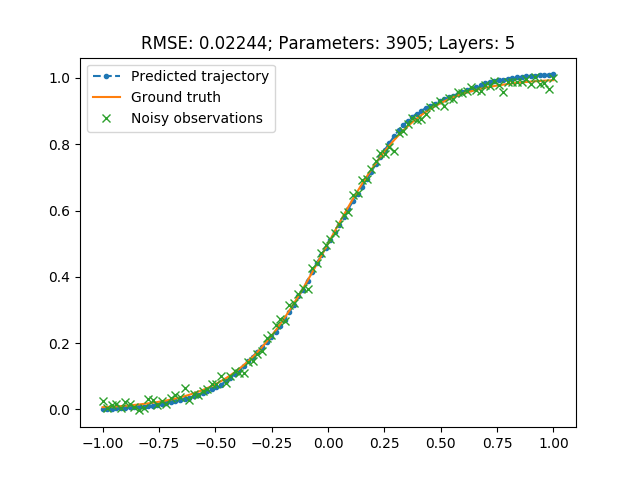 RMSE: 0.02244; Parameters: 3905; Layers: 5
Predicted trajectory
Ground truth
Noisy observations
1.0
0.8
0.6
0.4
0.2
0.0
−1.00 −0.75 −0.50 −0.25 0.00 0.25 0.50 0.75 1.00